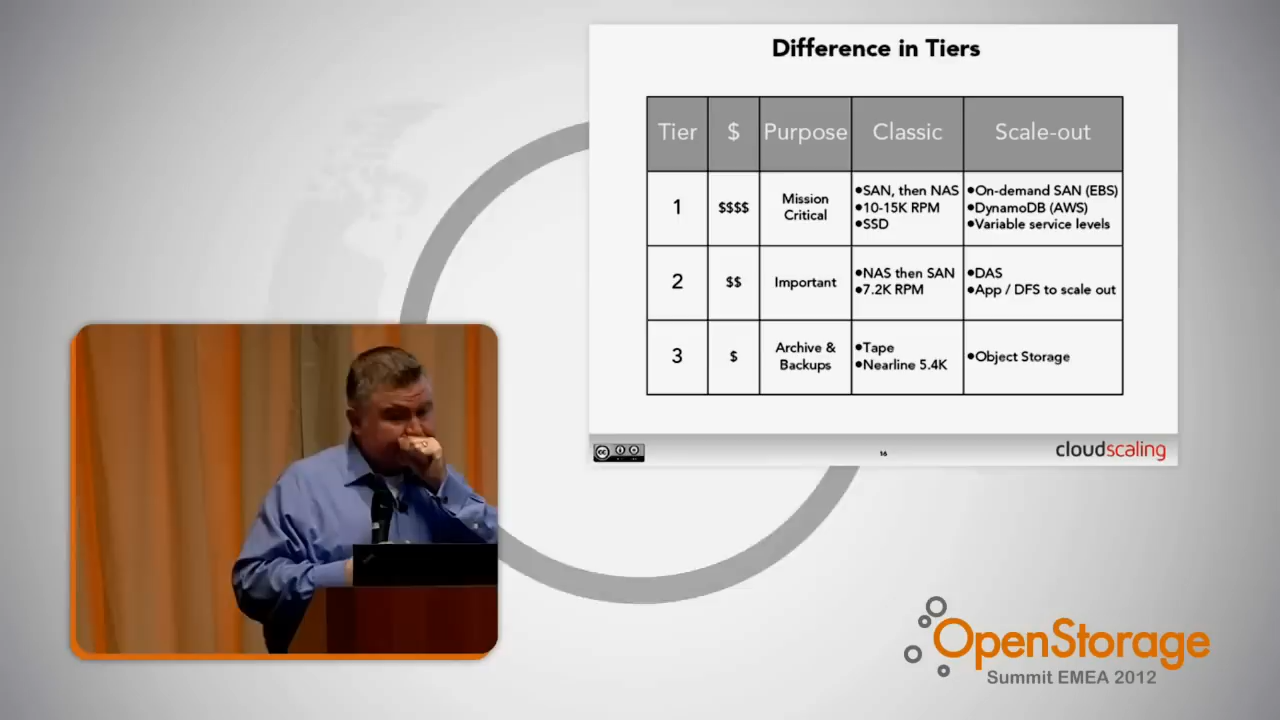 Difference in Tiers
Tier $ Purpose Classic Scale-out
1 $$$$ Mission Critical
•SAN, then NAS
•10-15K RPM
•SSD
•On-demand SAN (EBS)
•DynamoDB (AWS)
•Variable service levels
2 $$ Important
•NAS then SAN
•7.2K RPM
•DAS
•App / DFS to scale out
3 $ Archive & Backups
•Tape
•Nearline 5.4K
•Object Storage
cc
16
cloudscaling
OpenStorage
Summit EMEA 2012